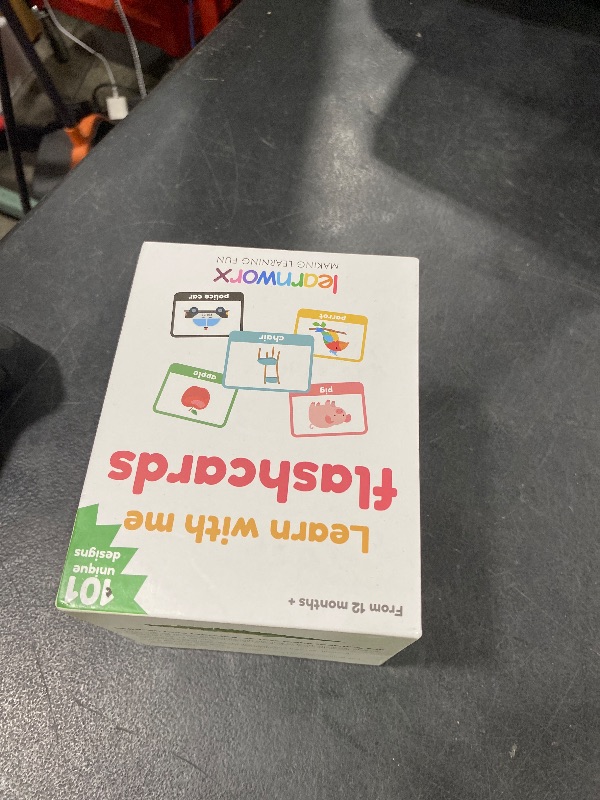 From 12 months +
101
unique
designs
Learn with me
flashcards
pig
apple
chair
parrot
police car
learnworx
MAKING LEARNING FUN